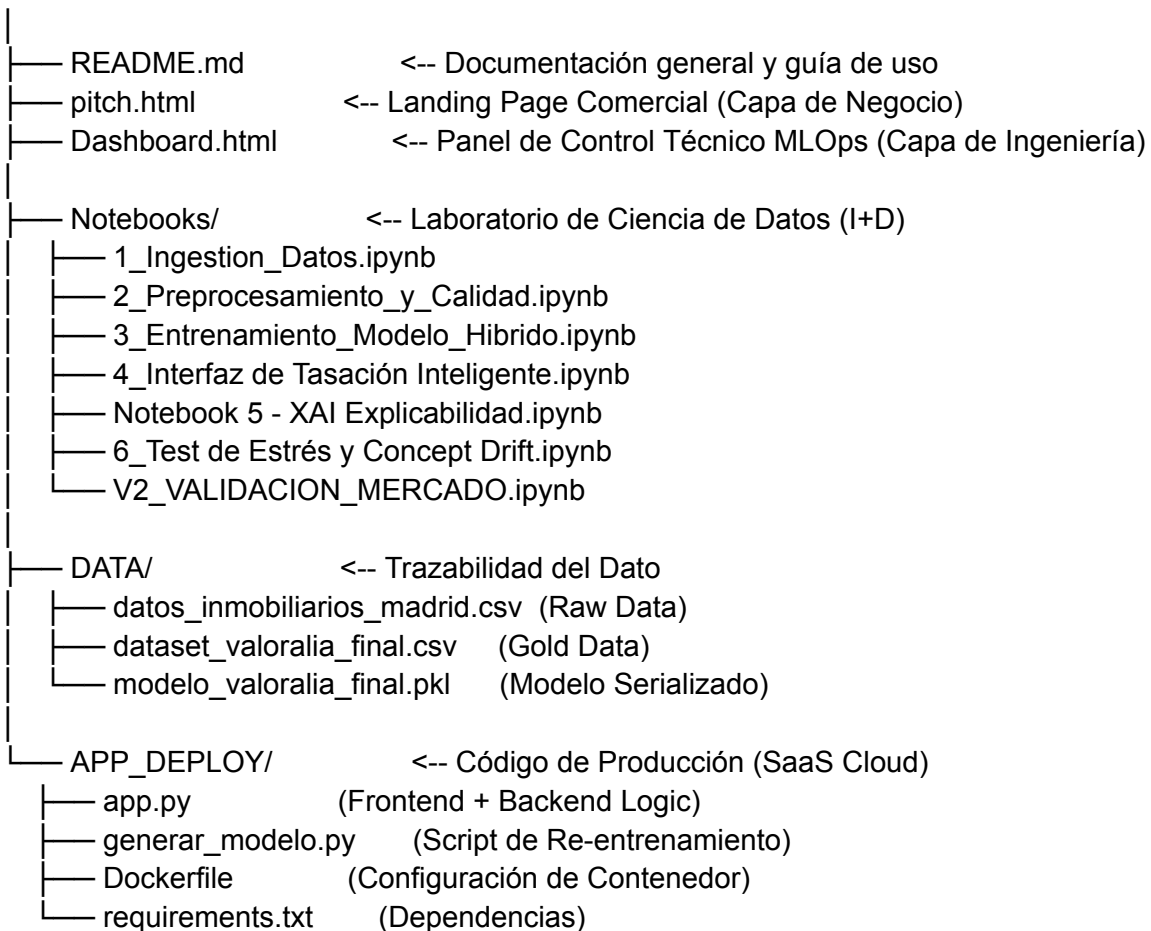 │
├── README.md <-- Documentación general y guía de uso
├── pitch.html <-- Landing Page Comercial (Capa de Negocio)
├── Dashboard.html <-- Panel de Control Técnico MLOps (Capa de Ingeniería)
│
├── Notebooks/ <-- Laboratorio de Ciencia de Datos (I+D)
│ ├── 1_Ingestion_Datos.ipynb
│ ├── 2_Preprocesamiento_y_Calidad.ipynb
│ ├── 3_Entrenamiento_Modelo_Hibrido.ipynb
│ ├── 4_Interfaz de Tasación Inteligente.ipynb
│ ├── Notebook 5 - XAI Explicabilidad.ipynb
│ ├── 6_Test de Estrés y Concept Drift.ipynb
│ └── V2_VALIDACION_MERCADO.ipynb
│
├── DATA/ <-- Trazabilidad del Dato
│ ├── datos_inmobiliarios_madrid.csv (Raw Data)
│ ├── dataset_valoralia_final.csv (Gold Data)
│ └── modelo_valoralia_final.pkl (Modelo Serializado)
│
└── APP_DEPLOY/ <-- Código de Producción (SaaS Cloud)
├── app.py (Frontend + Backend Logic)
├── generar_modelo.py (Script de Re-entrenamiento)
├── Dockerfile (Configuración de Contenedor)
└── requirements.txt (Dependencias)